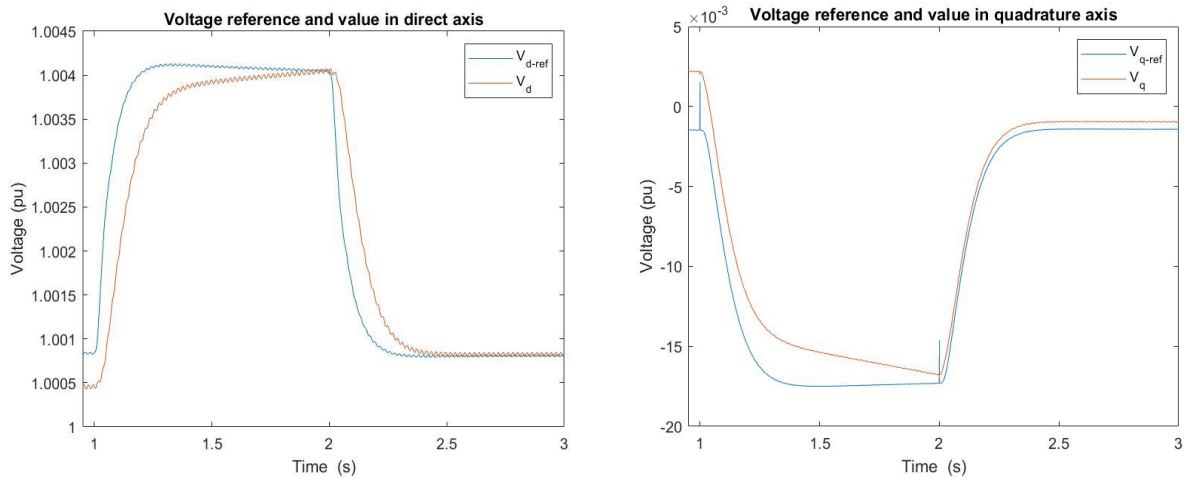 Voltage reference and value in direct axis
1.0045
1.004
1.0035
1.003
1.0025
1.002
1.0015
1.001
1.0005
1
Voltage (pu)
V_d-ref
V_d
1
1.5
2
2.5
3
Time (s)
×10^-3
Voltage reference and value in quadrature axis
5
0
-5
-10
-15
-20
Voltage (pu)
V_q-ref
V_q
1
1.5
2
2.5
3
Time (s)